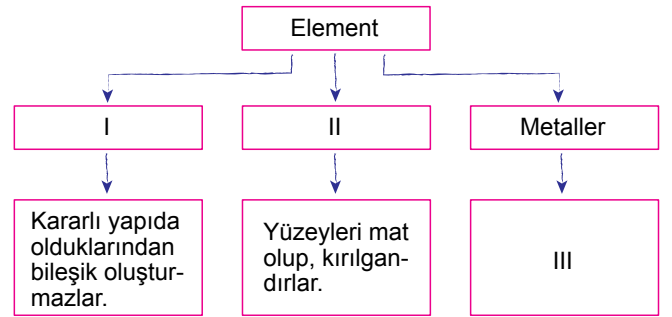 Element
I
II
Metaller
Kararlı yapıda
olduklarından
bileşik oluştur-
mazlar.
Yüzeyleri mat
olup, kırılgan-
dırlar.
III